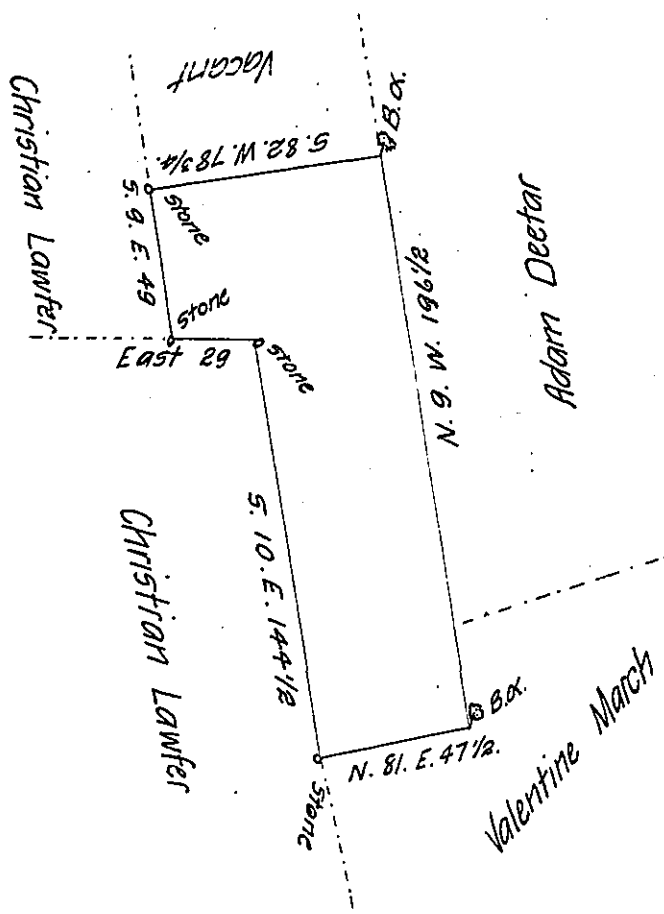 Vacant
B.O.
S. 82. W. 78 3/4.
Christian Lawfer
Stone
S. 9. E. 49
Stone
East 29
Stone
N. 9. W. 196 1/2
Adam Deetar
S. 10. E. 144 1/2
Christian Lawfer
B.O.
N. 81. E. 47 1/2.
Stone
Valentine March